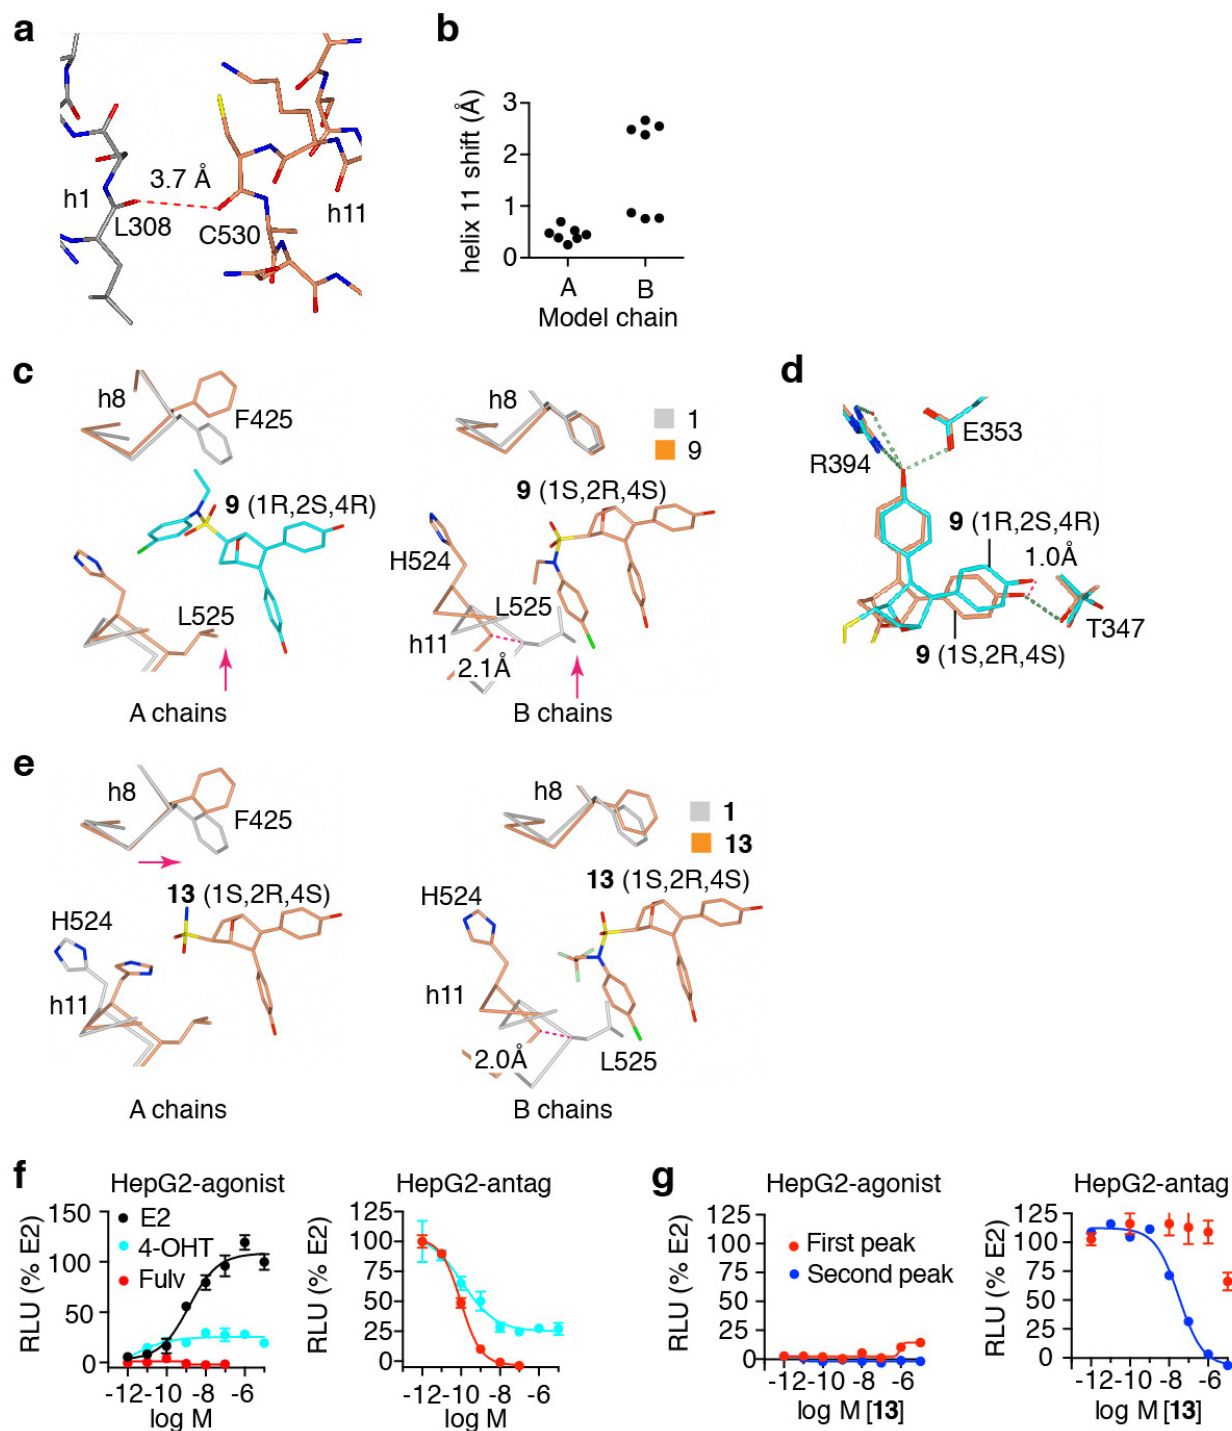 a
h1
3.7 Å
L308
C530
h11
b
helix 11 shift (Å)
3
2
1
0
A
B
Model chain
c
h8
F425
9 (1R,2S,4R)
L525
A chains
h8
1
9
9 (1S,2R,4S)
H524
L525
h11
2.1Å
B chains
d
R394
E353
9 (1R,2S,4R)
1.0Å
T347
9 (1S,2R,4S)
e
h8
F425
13 (1S,2R,4S)
H524
h11
A chains
h8
1
13
13 (1S,2R,4S)
H524
h11
2.0Å
L525
B chains
f
HepG2-agonist
RLU (% E2)
150
100
50
0
E2
4-OHT
Fulv
-12-10 -8 -6
log M
HepG2-antag
RLU (% E2)
125
100
75
50
25
0
-12-10 -8 -6
log M
g
HepG2-agonist
RLU (% E2)
125
100
75
50
25
0
First peak
Second peak
-12-10 -8 -6
log M [13]
HepG2-antag
RLU (% E2)
125
100
75
50
25
0
-12-10 -8 -6
log M [13]